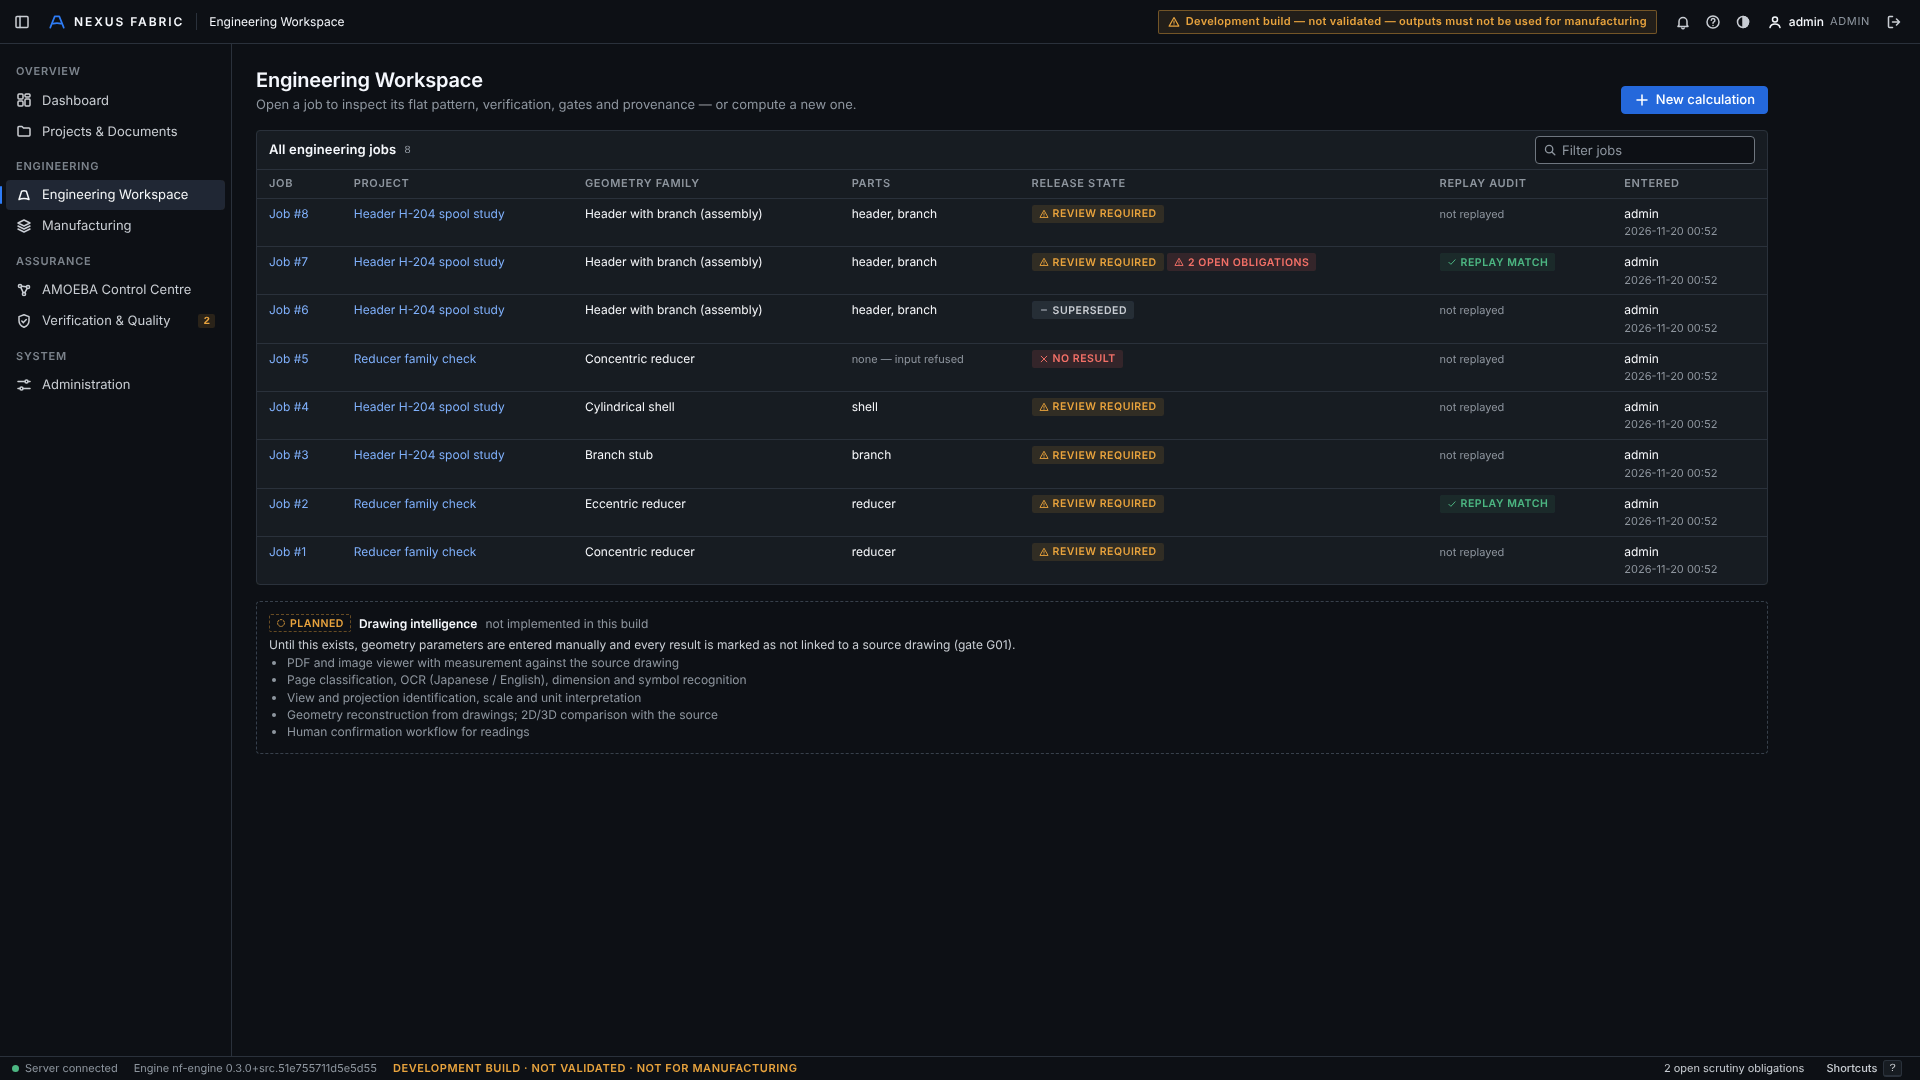 NEXUS FABRIC
Engineering Workspace
Development build — not validated — outputs must not be used for manufacturing
admin ADMIN
OVERVIEW
Dashboard
Projects & Documents
ENGINEERING
Engineering Workspace
Manufacturing
ASSURANCE
AMOEBA Control Centre
Verification & Quality 2
SYSTEM
Administration
Engineering Workspace
Open a job to inspect its flat pattern, verification, gates and provenance — or compute a new one.
New calculation
All engineering jobs 8
Filter jobs
JOB PROJECT GEOMETRY FAMILY PARTS RELEASE STATE REPLAY AUDIT ENTERED
Job #8 Header H-204 spool study Header with branch (assembly) header, branch REVIEW REQUIRED not replayed admin
2026-11-20 00:52
Job #7 Header H-204 spool study Header with branch (assembly) header, branch REVIEW REQUIRED 2 OPEN OBLIGATIONS REPLAY MATCH admin
2026-11-20 00:52
Job #6 Header H-204 spool study Header with branch (assembly) header, branch SUPERSEDED not replayed admin
2026-11-20 00:52
Job #5 Reducer family check Concentric reducer none — input refused NO RESULT not replayed admin
2026-11-20 00:52
Job #4 Header H-204 spool study Cylindrical shell shell REVIEW REQUIRED not replayed admin
2026-11-20 00:52
Job #3 Header H-204 spool study Branch stub branch REVIEW REQUIRED not replayed admin
2026-11-20 00:52
Job #2 Reducer family check Eccentric reducer reducer REVIEW REQUIRED REPLAY MATCH admin
2026-11-20 00:52
Job #1 Reducer family check Concentric reducer reducer REVIEW REQUIRED not replayed admin
2026-11-20 00:52
PLANNED Drawing intelligence not implemented in this build
Until this exists, geometry parameters are entered manually and every result is marked as not linked to a source drawing (gate G01).
• PDF and image viewer with measurement against the source drawing
• Page classification, OCR (Japanese / English), dimension and symbol recognition
• View and projection identification, scale and unit interpretation
• Geometry reconstruction from drawings; 2D/3D comparison with the source
• Human confirmation workflow for readings
Server connected Engine nf-engine 0.3.0+src.51e755711d5e5d55 DEVELOPMENT BUILD · NOT VALIDATED · NOT FOR MANUFACTURING 2 open scrutiny obligations Shortcuts ?